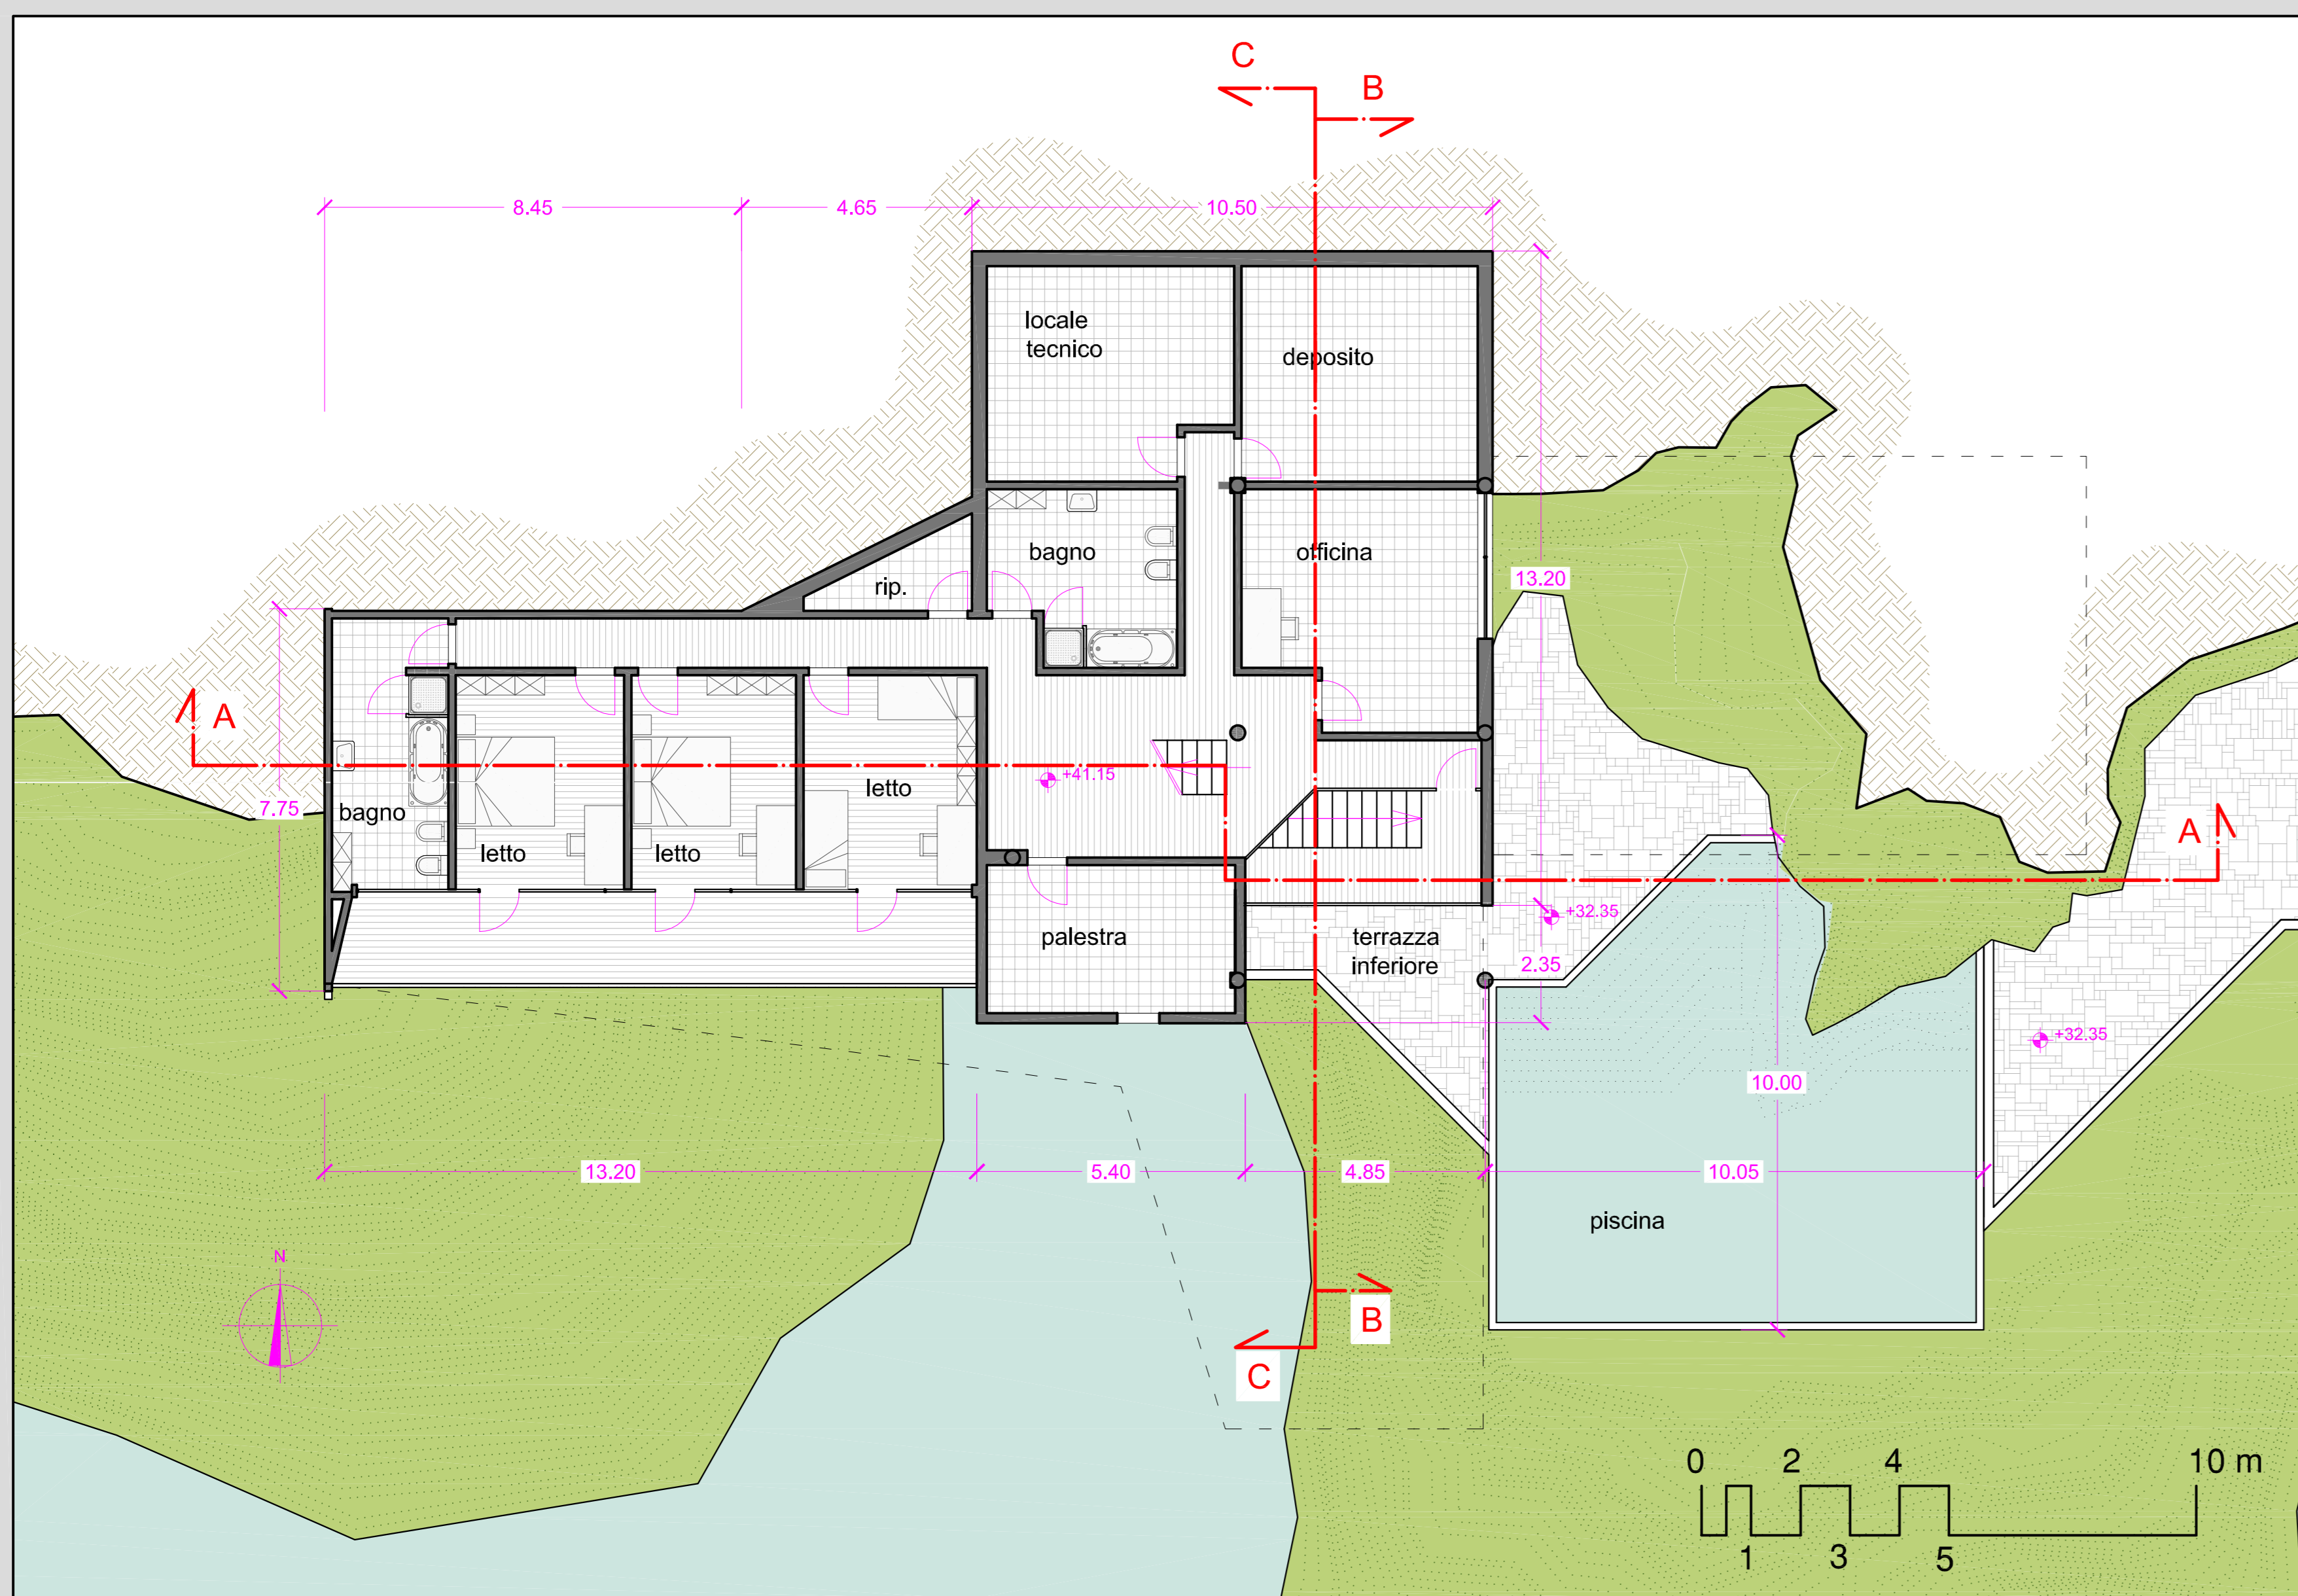 C
B
8.45
4.65
10.50
locale
tecnico
deposito
bagno
officina
rip.
13.20
A
7.75
bagno
letto
letto
letto
+41.15
A
palestra
terrazza
inferiore
+32.35
2.35
+32.35
10.00
13.20
5.40
4.85
10.05
piscina
N
B
C
0
2
4
10 m
1
3
5